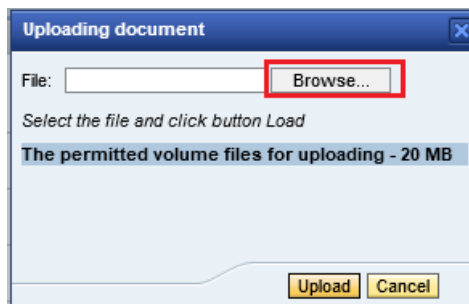 Uploading document
File: Browse...
Select the file and click button Load
The permitted volume files for uploading - 20 MB
Upload Cancel